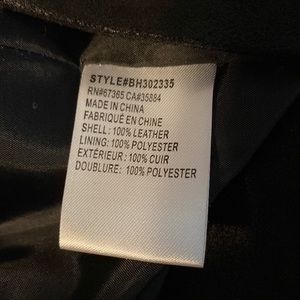 STYLE#BH302335
RN#67365 CA#35884
MADE IN CHINA
FABRIQUÉ EN CHINE
SHELL: 100% LEATHER
LINING: 100% POLYESTER
EXTÉRIEUR: 100% CUIR
DOUBLURE: 100% POLYESTER